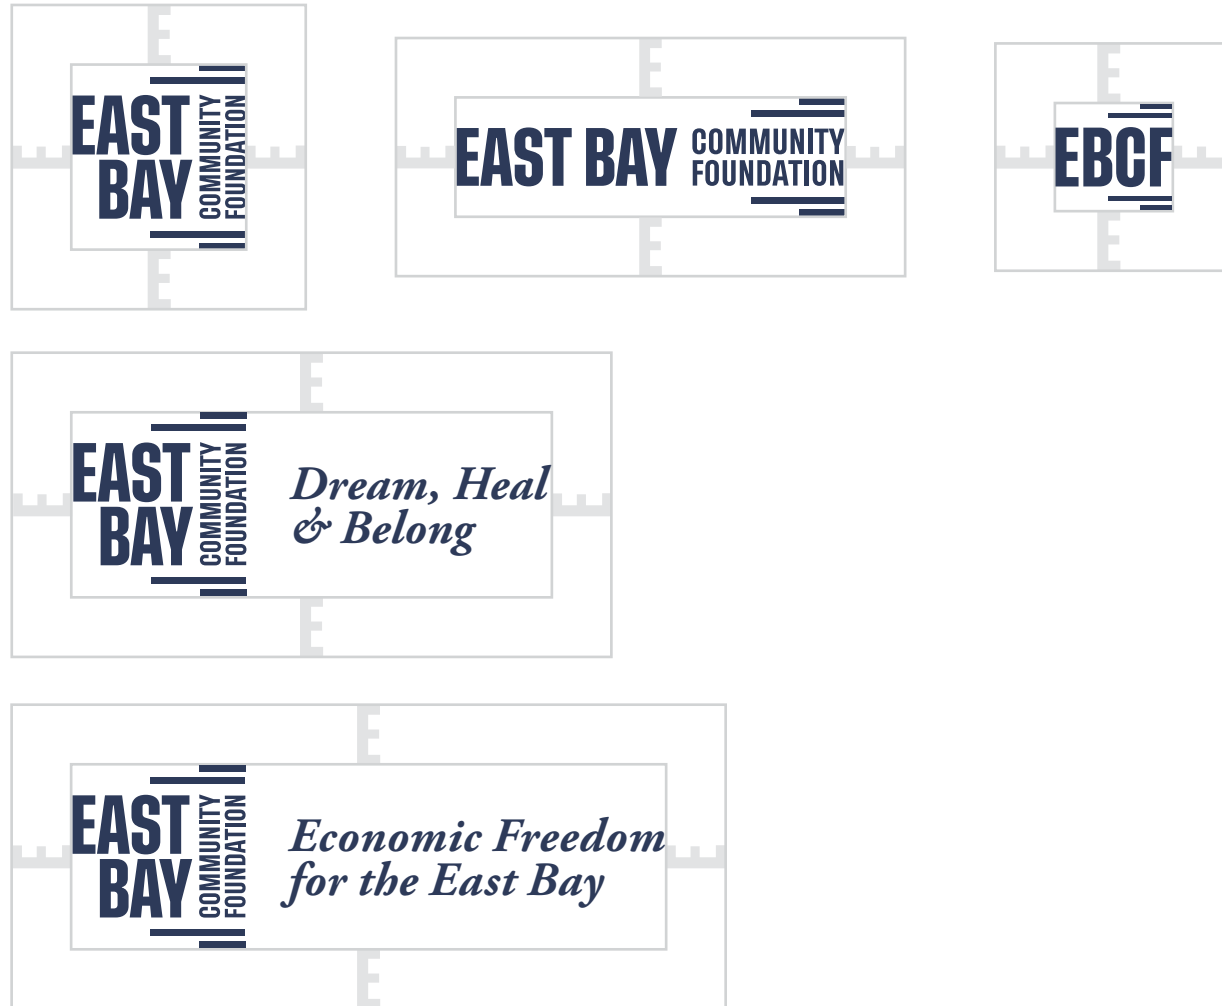 EAST
BAY
COMMUNITY
FOUNDATION
EAST BAY
COMMUNITY
FOUNDATION
EBCF
EAST
BAY
COMMUNITY
FOUNDATION
Dream, Heal
& Belong
EAST
BAY
COMMUNITY
FOUNDATION
Economic Freedom
for the East Bay